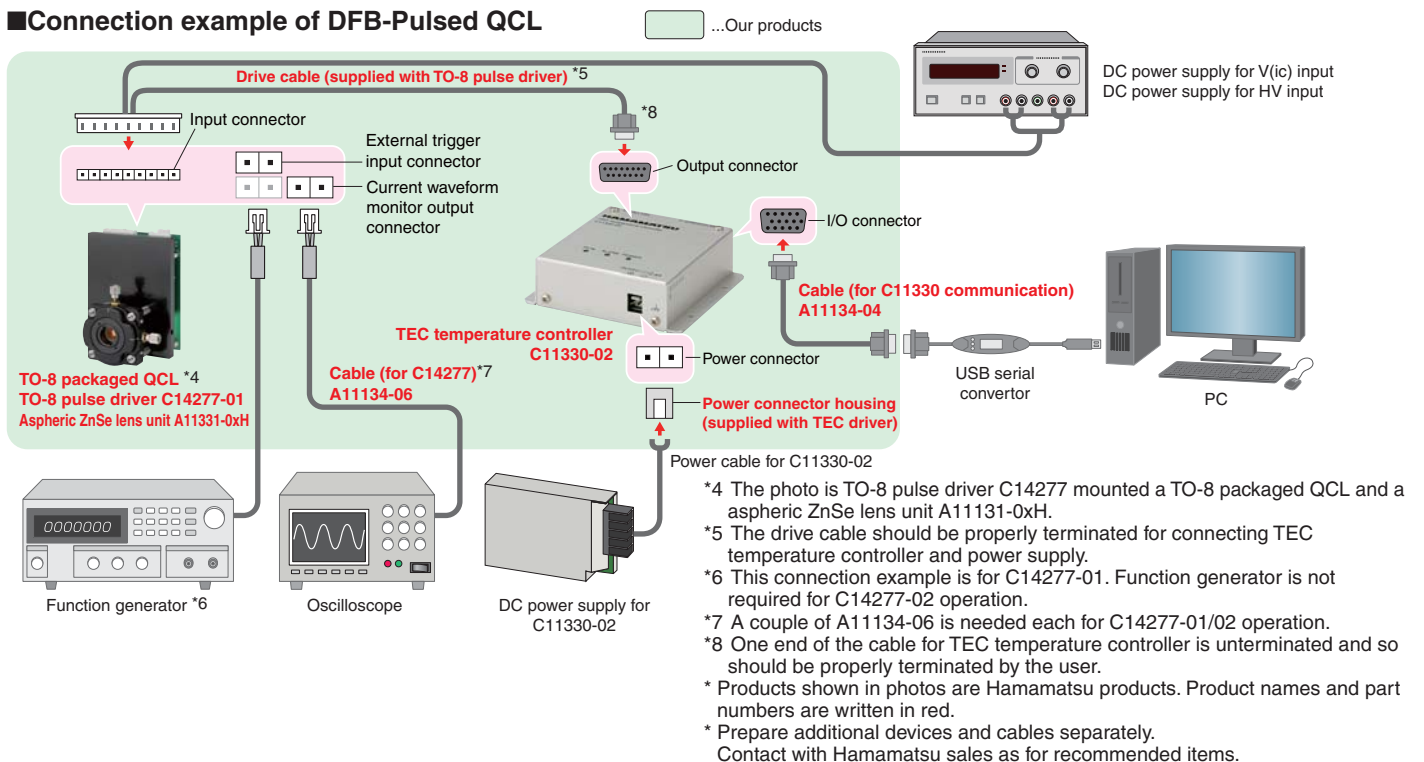 ■Connection example of DFB-Pulsed QCL
...Our products
Drive cable (supplied with TO-8 pulse driver) *5
*8
DC power supply for V(ic) input
DC power supply for HV input
Input connector
External trigger
input connector
Current waveform
monitor output
connector
Output connector
I/O connector
HAMAMATSU
Cable (for C11330 communication)
A11134-04
TEC temperature controller
C11330-02
Power connector
USB serial
convertor
PC
TO-8 packaged QCL *4
TO-8 pulse driver C14277-01
Aspheric ZnSe lens unit A11331-0xH
Cable (for C14277)*7
A11134-06
Power connector housing
(supplied with TEC driver)
Power cable for C11330-02
0000000
Function generator *6
Oscilloscope
DC power supply for
C11330-02
*4 The photo is TO-8 pulse driver C14277 mounted a TO-8 packaged QCL and a
aspheric ZnSe lens unit A11131-0xH.
*5 The drive cable should be properly terminated for connecting TEC
temperature controller and power supply.
*6 This connection example is for C14277-01. Function generator is not
required for C14277-02 operation.
*7 A couple of A11134-06 is needed each for C14277-01/02 operation.
*8 One end of the cable for TEC temperature controller is unterminated and so
should be properly terminated by the user.
* Products shown in photos are Hamamatsu products. Product names and part
numbers are written in red.
* Prepare additional devices and cables separately.
Contact with Hamamatsu sales as for recommended items.